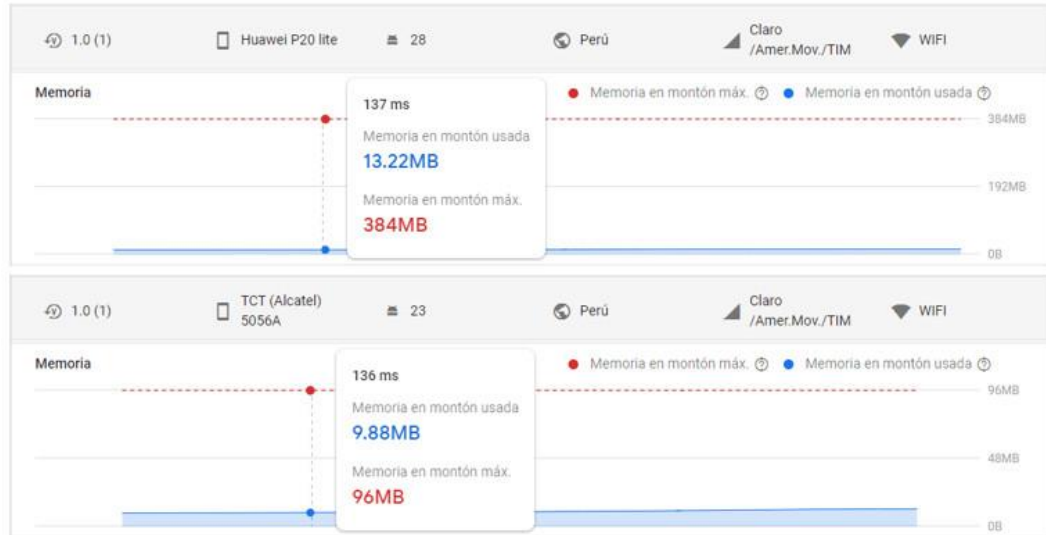 1.0 (1) Huawei P20 lite 28 Perú Claro /Amer.Mov./TIM WIFI
Memoria
Memoria en montón máx. Memoria en montón usada
137 ms
Memoria en montón usada
13.22MB
Memoria en montón máx.
384MB
384MB
192MB
0B
1.0 (1) TCT (Alcatel) 5056A 23 Perú Claro /Amer.Mov./TIM WIFI
Memoria
Memoria en montón máx. Memoria en montón usada
136 ms
Memoria en montón usada
9.88MB
Memoria en montón máx.
96MB
96MB
48MB
0B